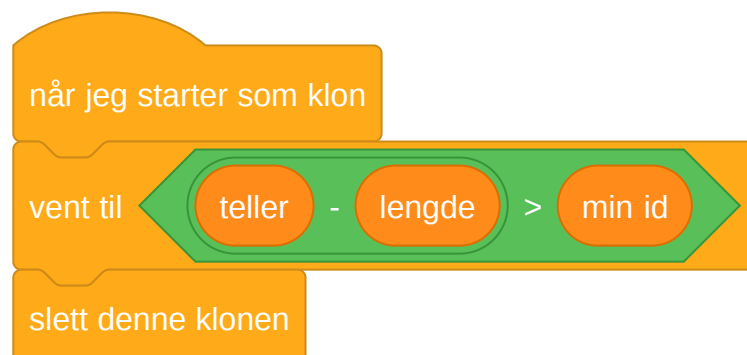 når jeg starter som klon
vent til teller - lengde > min id
slett denne klonen